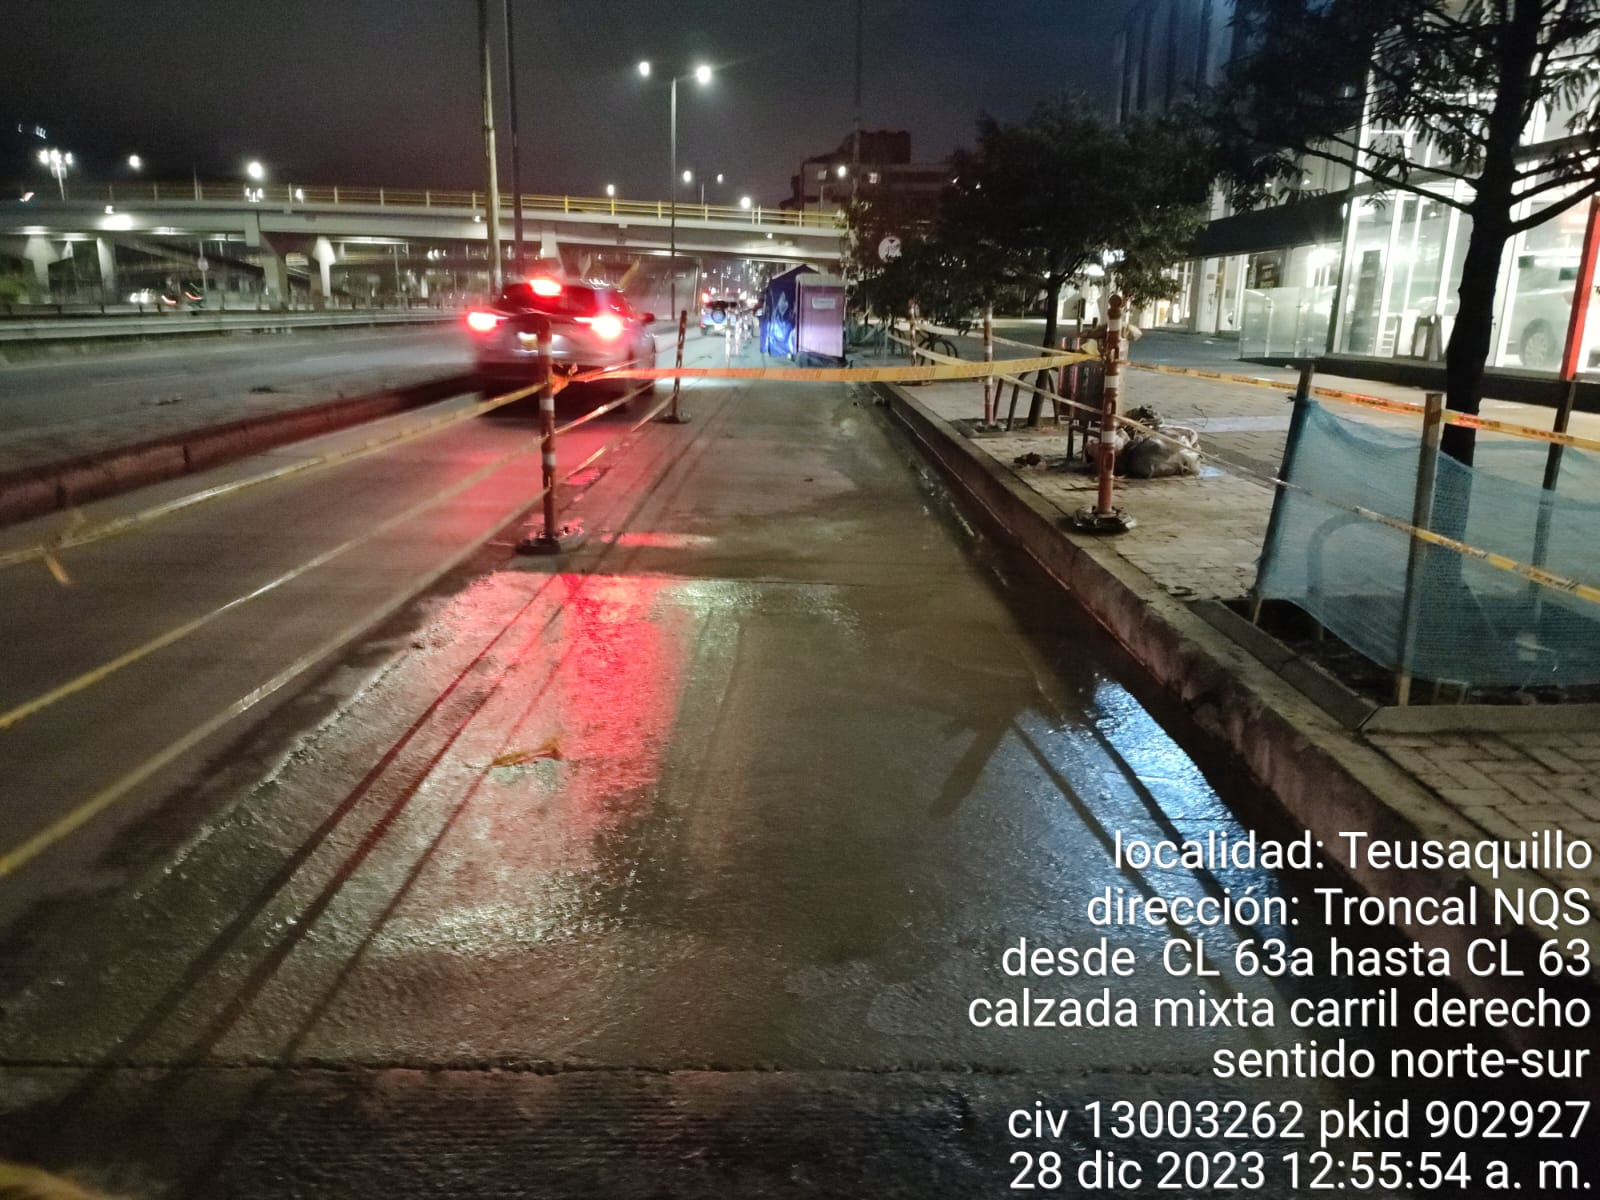 localidad: Teusaquillo
dirección: Troncal NQS
desde CL 63a hasta CL 63
calzada mixta carril derecho
sentido norte-sur
civ 13003262 pkid 902927
28 dic 2023 12:55:54 a. m.